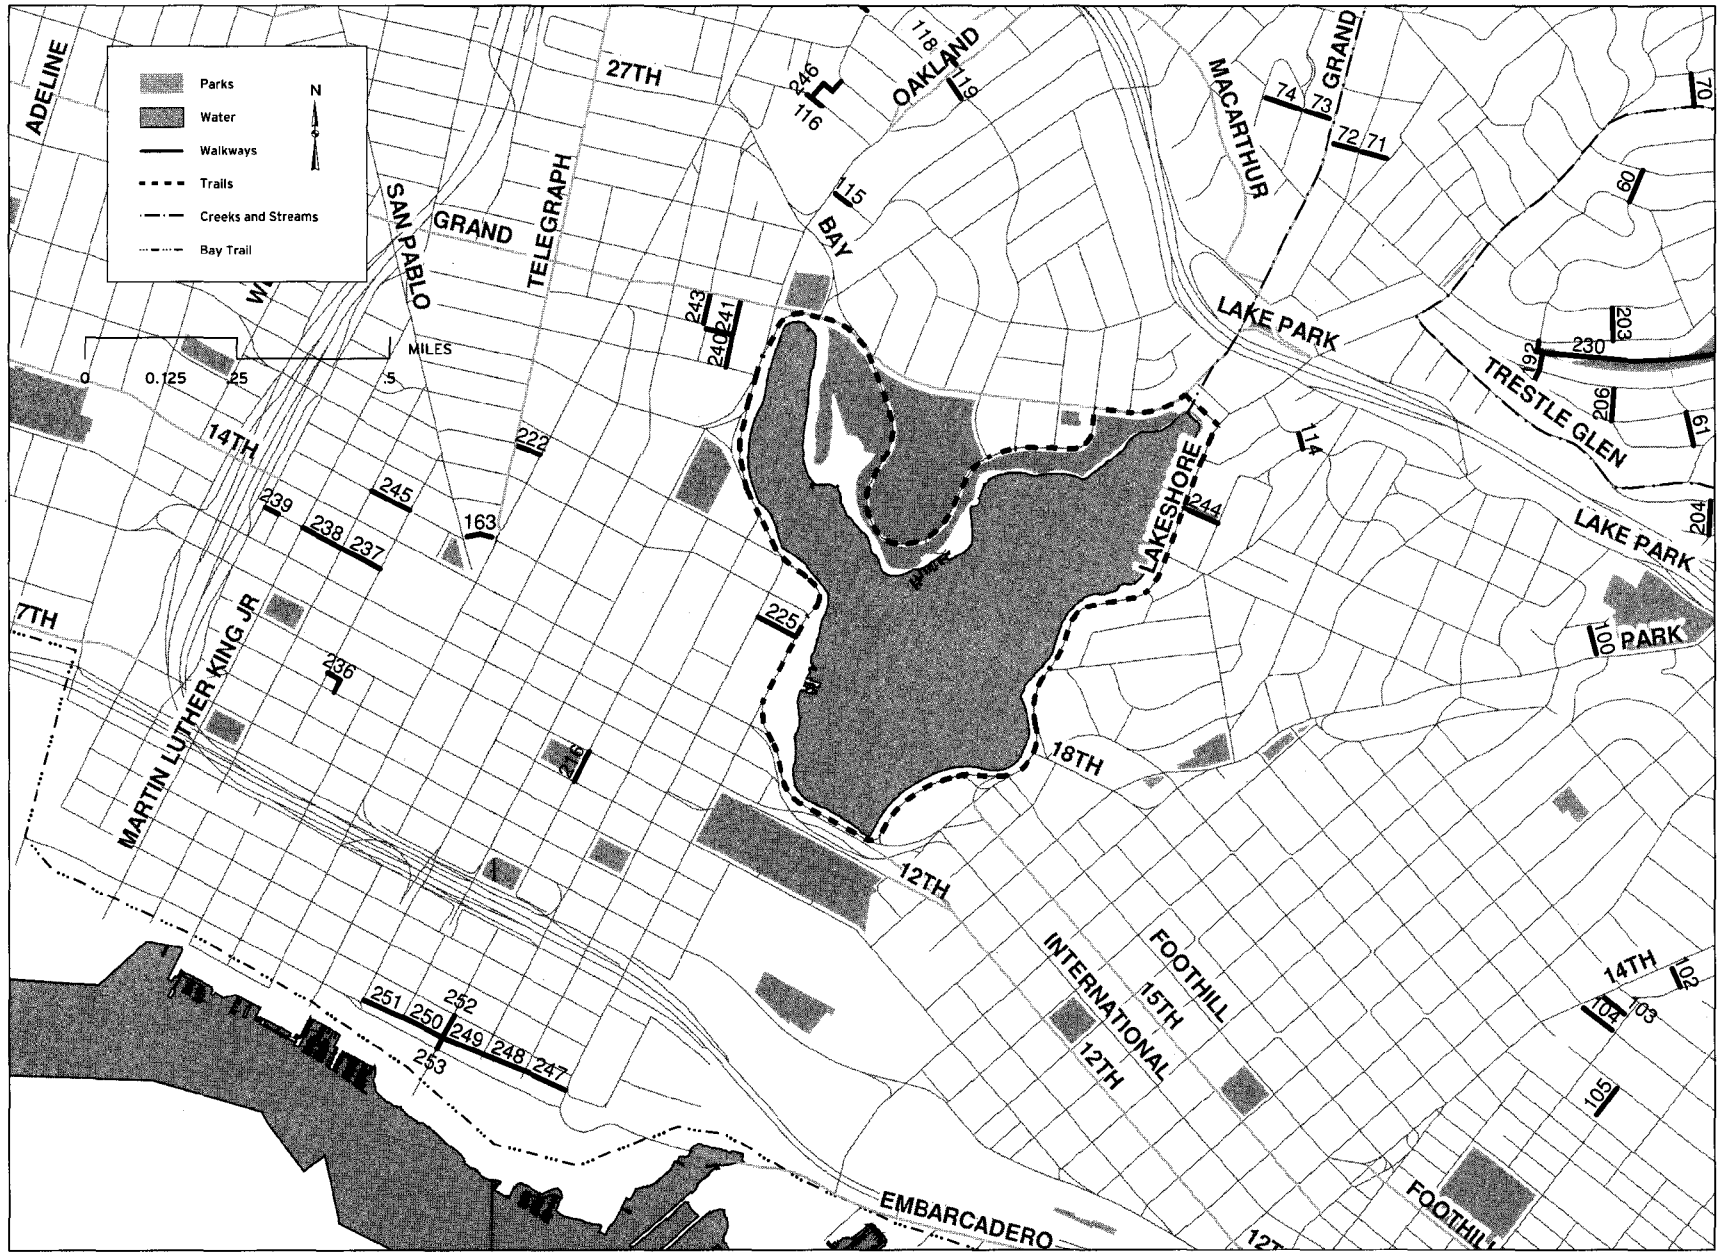 ADELINE
Parks
Water
Walkways
Trails
Creeks and Streams
Bay Trail
N
27TH
SAN PABLO
GRAND
TELEGRAPH
246
116
118
OAKLAND
119
115
BAY
MACARTHUR
GRAND
74
73
72
71
70
60
MILES
0
0.125
.25
.5
243
241
240
LAKE PARK
203
192
230
TRESTLE GLEN
206
61
14TH
222
114
239
245
238
237
163
LAKESHORE
244
LAKE PARK
204
7TH
MARTIN LUTHER KING JR
225
100
PARK
236
216
18TH
12TH
INTERNATIONAL
FOOTHILL
15TH
12TH
14TH
102
104
103
105
251
252
250
249
248
247
253
EMBARCADERO
FOOTHILL